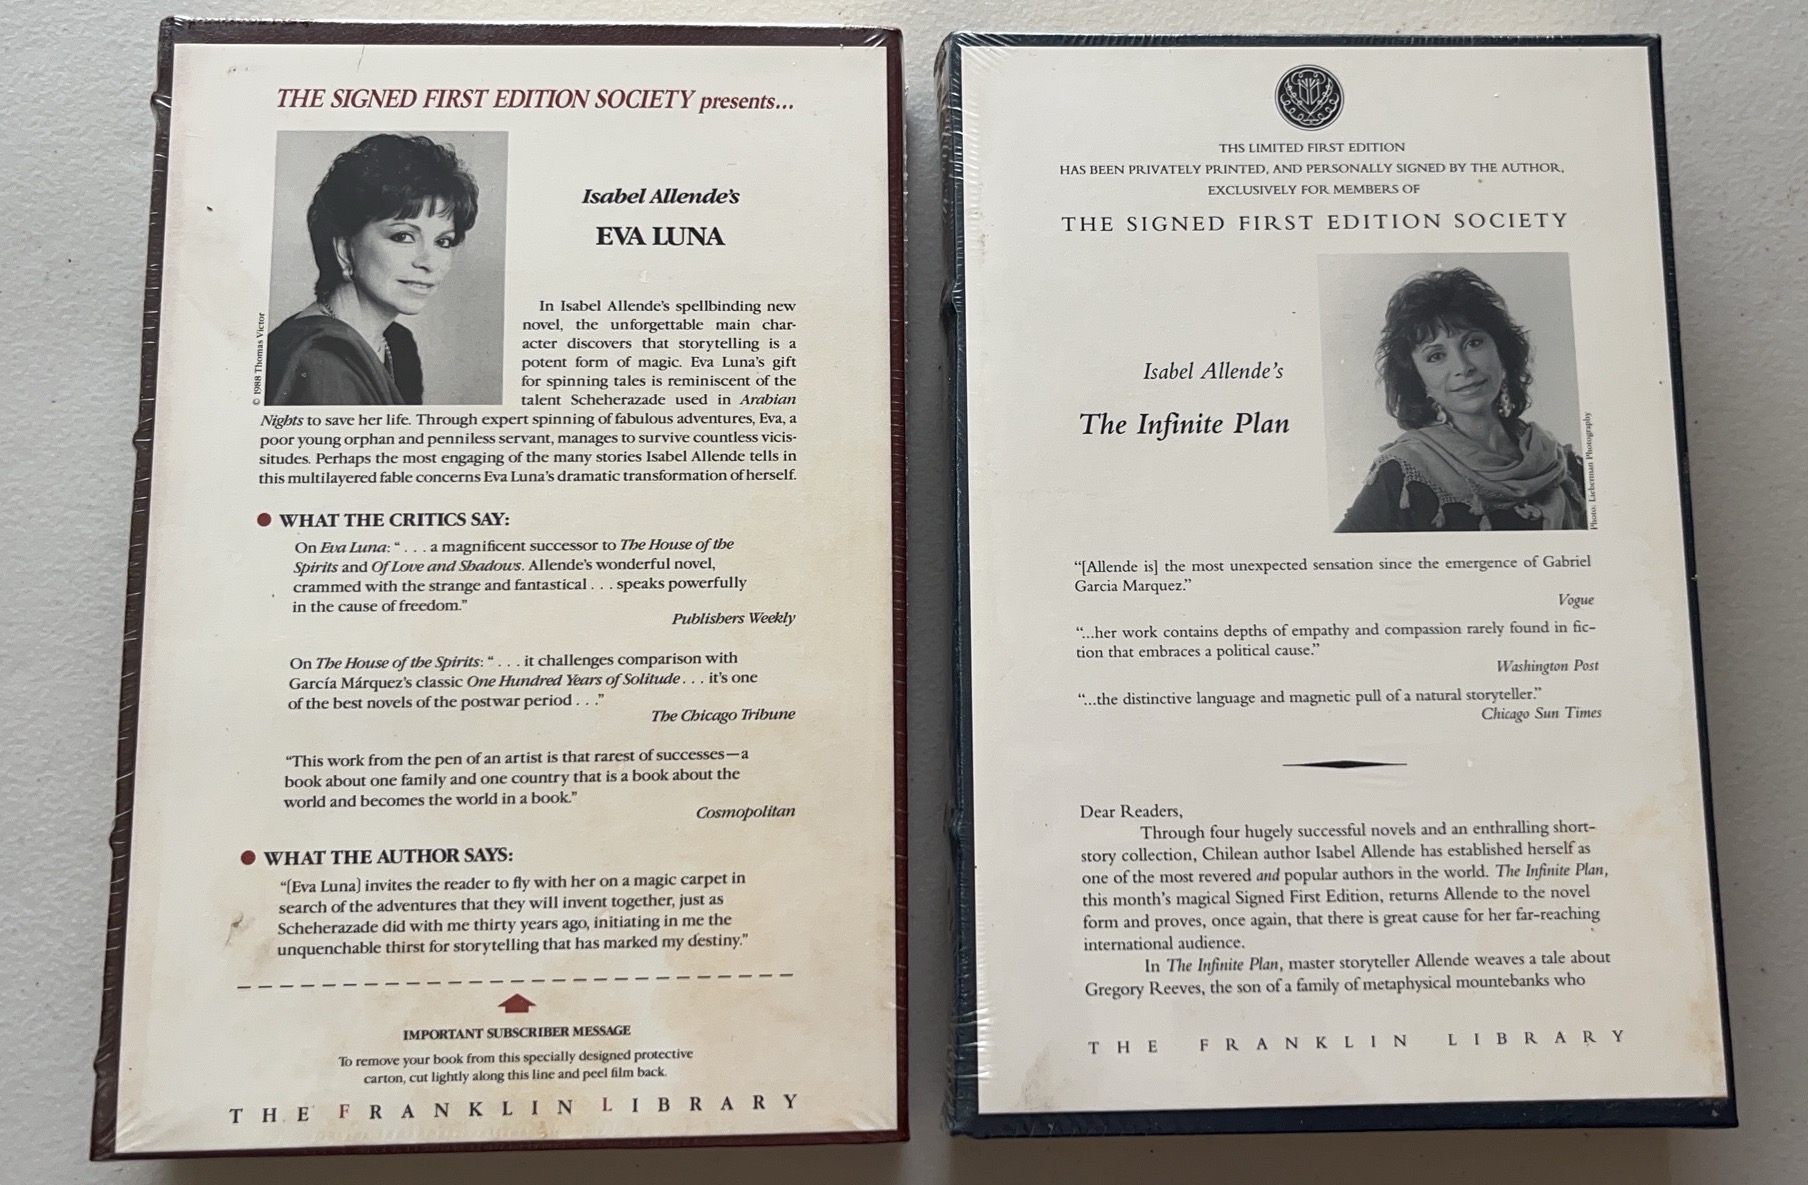 THE SIGNED FIRST EDITION SOCIETY presents...
© 1988 Thomas Victor
Isabel Allende's
EVA LUNA
In Isabel Allende's spellbinding new
novel, the unforgettable main char-
acter discovers that storytelling is a
potent form of magic. Eva Luna's gift
for spinning tales is reminiscent of the
talent Scheherazade used in Arabian
Nights to save her life. Through expert spinning of fabulous adventures, Eva, a
poor young orphan and penniless servant, manages to survive countless vicis-
situdes. Perhaps the most engaging of the many stories Isabel Allende tells in
this multilayered fable concerns Eva Luna's dramatic transformation of herself.
● WHAT THE CRITICS SAY:
On Eva Luna: " . . . a magnificent successor to The House of the
Spirits and Of Love and Shadows. Allende's wonderful novel,
crammed with the strange and fantastical . . . speaks powerfully
in the cause of freedom."
Publishers Weekly
On The House of the Spirits: " . . . it challenges comparison with
García Márquez's classic One Hundred Years of Solitude . . . it's one
of the best novels of the postwar period . . ."
The Chicago Tribune
"This work from the pen of an artist is that rarest of successes—a
book about one family and one country that is a book about the
world and becomes the world in a book."
Cosmopolitan
● WHAT THE AUTHOR SAYS:
"[Eva Luna] invites the reader to fly with her on a magic carpet in
search of the adventures that they will invent together, just as
Scheherazade did with me thirty years ago, initiating in me the
unquenchable thirst for storytelling that has marked my destiny."
IMPORTANT SUBSCRIBER MESSAGE
To remove your book from this specially designed protective
carton, cut lightly along this line and peel film back.
THE FRANKLIN LIBRARY
THS LIMITED FIRST EDITION
HAS BEEN PRIVATELY PRINTED, AND PERSONALLY SIGNED BY THE AUTHOR,
EXCLUSIVELY FOR MEMBERS OF
THE SIGNED FIRST EDITION SOCIETY
Isabel Allende's
The Infinite Plan
Photo: Lieberman Photography
"[Allende is] the most unexpected sensation since the emergence of Gabriel
Garcia Marquez."
Vogue
"...her work contains depths of empathy and compassion rarely found in fic-
tion that embraces a political cause."
Washington Post
"...the distinctive language and magnetic pull of a natural storyteller."
Chicago Sun Times
Dear Readers,
Through four hugely successful novels and an enthralling short-
story collection, Chilean author Isabel Allende has established herself as
one of the most revered and popular authors in the world. The Infinite Plan,
this month's magical Signed First Edition, returns Allende to the novel
form and proves, once again, that there is great cause for her far-reaching
international audience.
In The Infinite Plan, master storyteller Allende weaves a tale about
Gregory Reeves, the son of a family of metaphysical mountebanks who
THE FRANKLIN LIBRARY